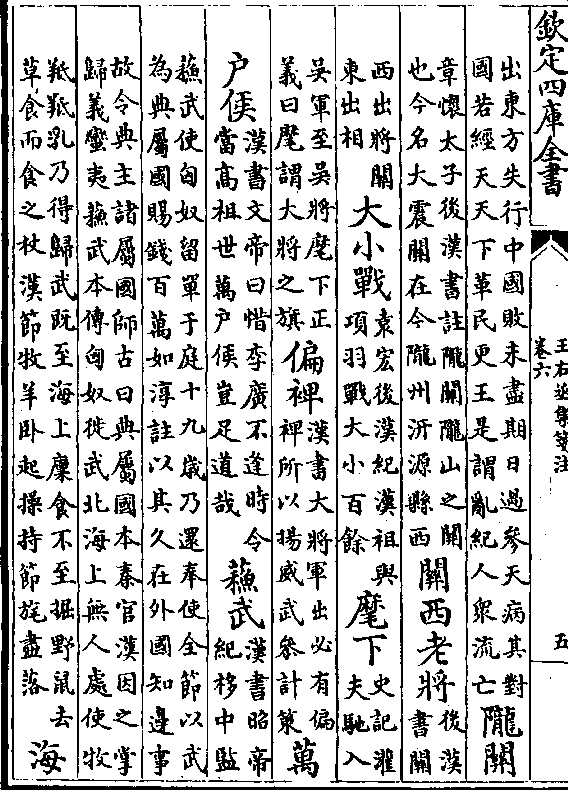 欽定四庫全書
王右丞集箋注
卷六
五
出東方失行中國敗未盡期日過參天病其對
國若經天天下革民更王是謂亂紀人衆流亡
隴關
章懷太子後漢書註隴關隴山之關
也今名大震關在今隴州汧源縣西
關西老將
後漢
書關
西出將關
東出相
大小戰
袁宏後漢紀漢祖與
項羽戰大小百餘
麾下
史記灌
夫馳入
吳軍至吳將麾下正
義曰麾謂大將之旗
偏裨
漢書大將軍出必有偏
裨所以揚威武參計策
萬
户侯
漢書文帝曰惜李廣不逢時令
當高祖世萬户侯豈足道哉
蘓武
漢書昭帝
紀栘中監
蘓武使匈奴留單于庭十九歲乃還奉使全節以武
為典屬國賜錢百萬如淳註以其久在外國知邊事
故令典主諸屬國師古曰典屬國本秦官漢因之掌
歸義蠻夷蘓武本傳匈奴徙武北海上無人處使牧
羝羝乳乃得歸武既至海上廩食不至掘野鼠去
草食而食之杖漢節牧羊卧起操持節旄盡落
海